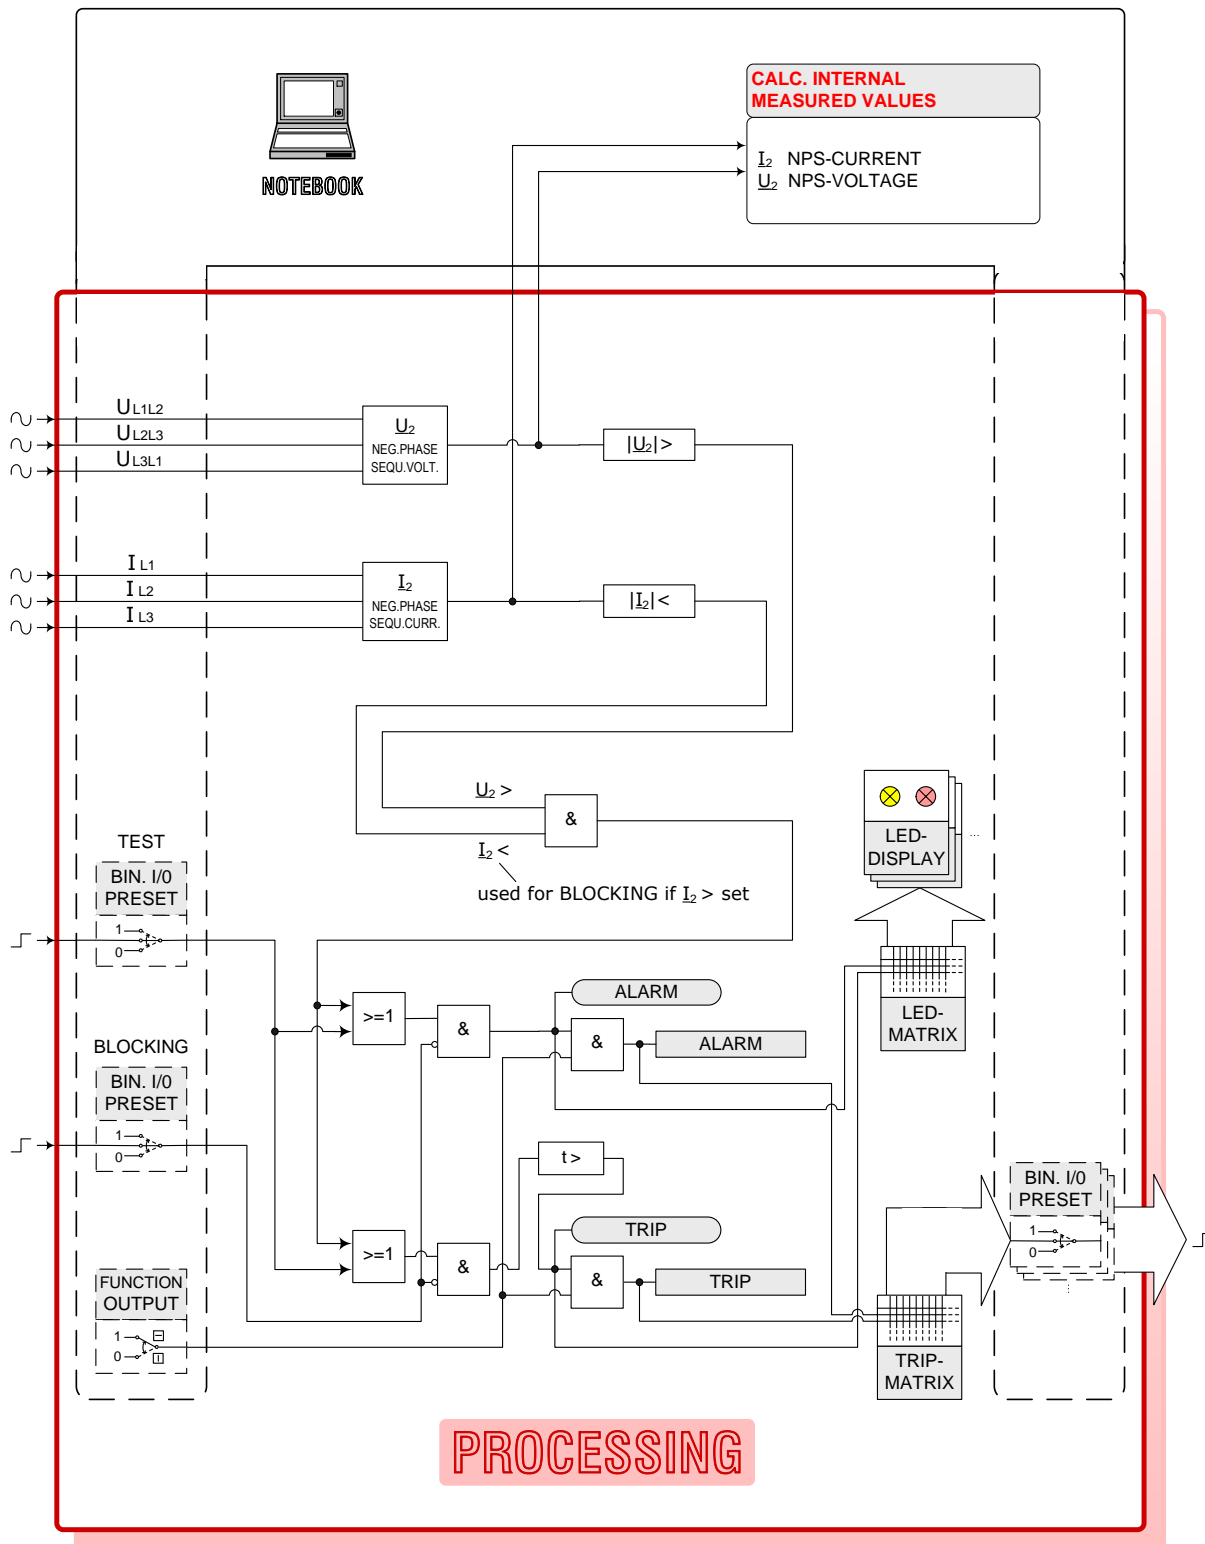 CALC. INTERNAL
MEASURED VALUES
I2 NPS-CURRENT
U2 NPS-VOLTAGE
NOTEBOOK
UL1L2
UL2L3
UL3L1
U2
NEG.PHASE
SEQU.VOLT.
|U2|>
IL1
IL2
IL3
I2
NEG.PHASE
SEQU.CURR.
|I2|<
U2 >
&
I2 <
used for BLOCKING if I2 > set
LED-
DISPLAY
...
TEST
BIN. I/0
PRESET
1
0
>=1
&
ALARM
&
ALARM
LED-
MATRIX
BLOCKING
BIN. I/0
PRESET
1
0
t >
TRIP
>=1
&
&
TRIP
BIN. I/0
PRESET
1
0
...
FUNCTION
OUTPUT
1
0
TRIP-
MATRIX
PROCESSING